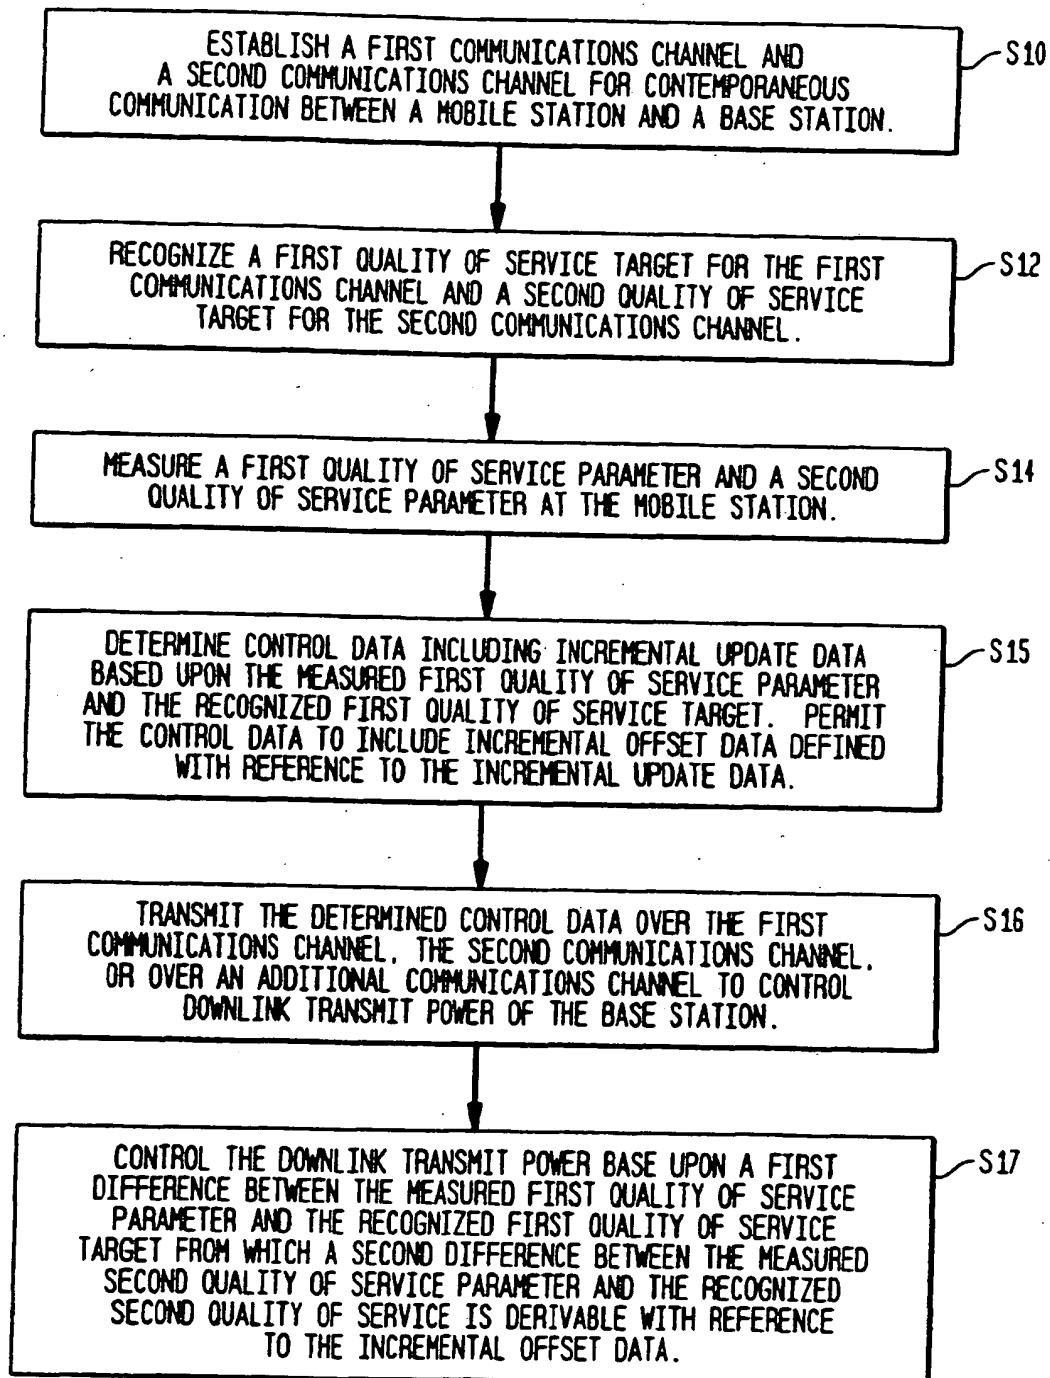 ESTABLISH A FIRST COMMUNICATIONS CHANNEL AND
A SECOND COMMUNICATIONS CHANNEL FOR CONTEMPORANEOUS
COMMUNICATION BETWEEN A MOBILE STATION AND A BASE STATION.
S10
RECOGNIZE A FIRST QUALITY OF SERVICE TARGET FOR THE FIRST
COMMUNICATIONS CHANNEL AND A SECOND QUALITY OF SERVICE
TARGET FOR THE SECOND COMMUNICATIONS CHANNEL.
S12
MEASURE A FIRST QUALITY OF SERVICE PARAMETER AND A SECOND
QUALITY OF SERVICE PARAMETER AT THE MOBILE STATION.
S14
DETERMINE CONTROL DATA INCLUDING INCREMENTAL UPDATE DATA
BASED UPON THE MEASURED FIRST QUALITY OF SERVICE PARAMETER
AND THE RECOGNIZED FIRST QUALITY OF SERVICE TARGET. PERMIT
THE CONTROL DATA TO INCLUDE INCREMENTAL OFFSET DATA DEFINED
WITH REFERENCE TO THE INCREMENTAL UPDATE DATA.
S15
TRANSMIT THE DETERMINED CONTROL DATA OVER THE FIRST
COMMUNICATIONS CHANNEL, THE SECOND COMMUNICATIONS CHANNEL,
OR OVER AN ADDITIONAL COMMUNICATIONS CHANNEL TO CONTROL
DOWNLINK TRANSMIT POWER OF THE BASE STATION.
S16
CONTROL THE DOWNLINK TRANSMIT POWER BASE UPON A FIRST
DIFFERENCE BETWEEN THE MEASURED FIRST QUALITY OF SERVICE
PARAMETER AND THE RECOGNIZED FIRST QUALITY OF SERVICE
TARGET FROM WHICH A SECOND DIFFERENCE BETWEEN THE MEASURED
SECOND QUALITY OF SERVICE PARAMETER AND THE RECOGNIZED
SECOND QUALITY OF SERVICE IS DERIVABLE WITH REFERENCE
TO THE INCREMENTAL OFFSET DATA.
S17